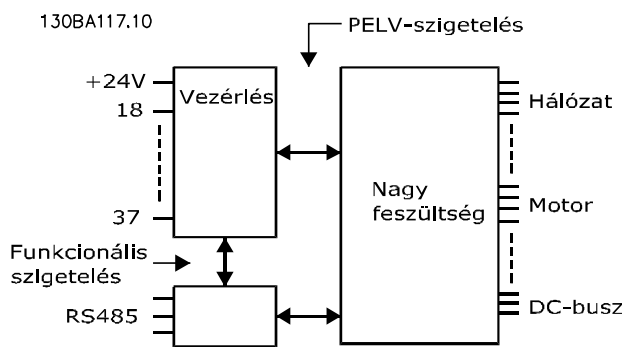 130BA117.10
PELV-szigetelés
+24V
18
37
Vezérlés
Nagy
feszültség
Hálózat
Motor
DC-busz
Funkcionális
szigetelés
RS485